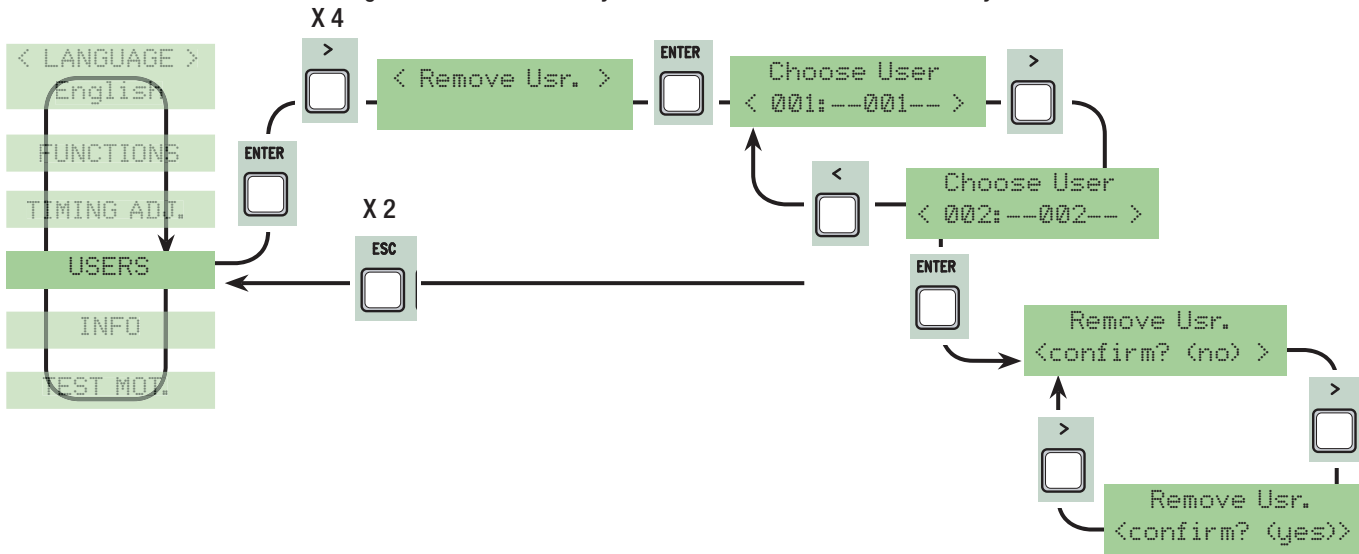 X 4
< LANGUAGE >
English
FUNCTIONS
TIMING ADJ.
USERS
INFO
TEST MOT.
ENTER
>
< Remove Usr. >
ENTER
Choose User
< 001:--001-- >
>
Choose User
< 002:--002-- >
<
X 2
ESC
ENTER
Remove Usr.
<confirm? (no) >
>
Remove Usr.
<confirm? (yes)>
>